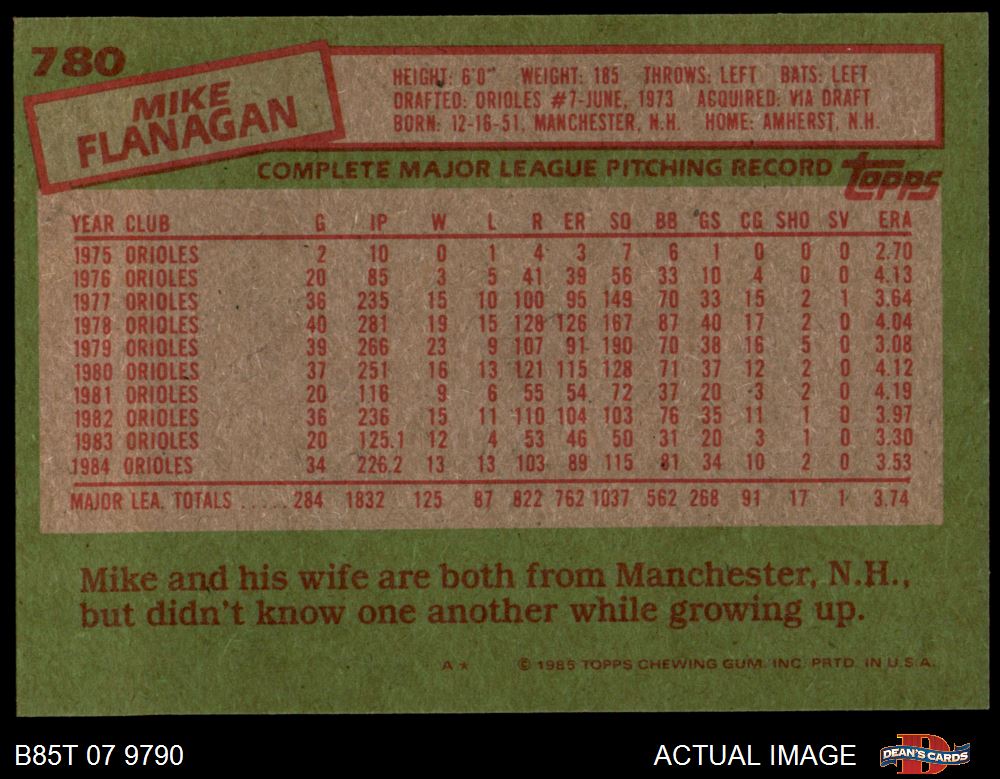 780
MIKE
FLANAGAN
HEIGHT: 6'0" WEIGHT: 185 THROWS: LEFT BATS: LEFT
DRAFTED: ORIOLES #7-JUNE, 1973 ACQUIRED: VIA DRAFT
BORN: 12-16-51, MANCHESTER, N.H. HOME: AMHERST, N.H.
COMPLETE MAJOR LEAGUE PITCHING RECORD topps
YEAR CLUB G IP W L R ER SO BB GS CG SHO SV ERA
1975 ORIOLES 2 10 0 1 4 3 7 6 1 0 0 0 2.70
1976 ORIOLES 20 85 3 5 41 39 56 33 10 4 0 0 4.13
1977 ORIOLES 36 235 15 10 100 95 149 70 33 15 2 1 3.64
1978 ORIOLES 40 281 19 15 128 126 167 87 40 17 2 0 4.04
1979 ORIOLES 39 266 23 9 107 91 190 70 38 16 5 0 3.08
1980 ORIOLES 37 251 16 13 121 115 128 71 37 12 2 0 4.12
1981 ORIOLES 20 116 9 6 55 54 72 37 20 3 2 0 4.19
1982 ORIOLES 36 236 15 11 110 104 103 76 35 11 1 0 3.97
1983 ORIOLES 20 125.1 12 4 53 46 50 31 20 3 1 0 3.30
1984 ORIOLES 34 226.2 13 13 103 89 115 81 34 10 2 0 3.53
MAJOR LEA. TOTALS ..... 284 1832 125 87 822 762 1037 562 268 91 17 1 3.74
Mike and his wife are both from Manchester, N.H.,
but didn't know one another while growing up.
A * © 1985 TOPPS CHEWING GUM, INC. PRTD. IN U.S.A.
B85T 07 9790 ACTUAL IMAGE DEAN'S CARDS